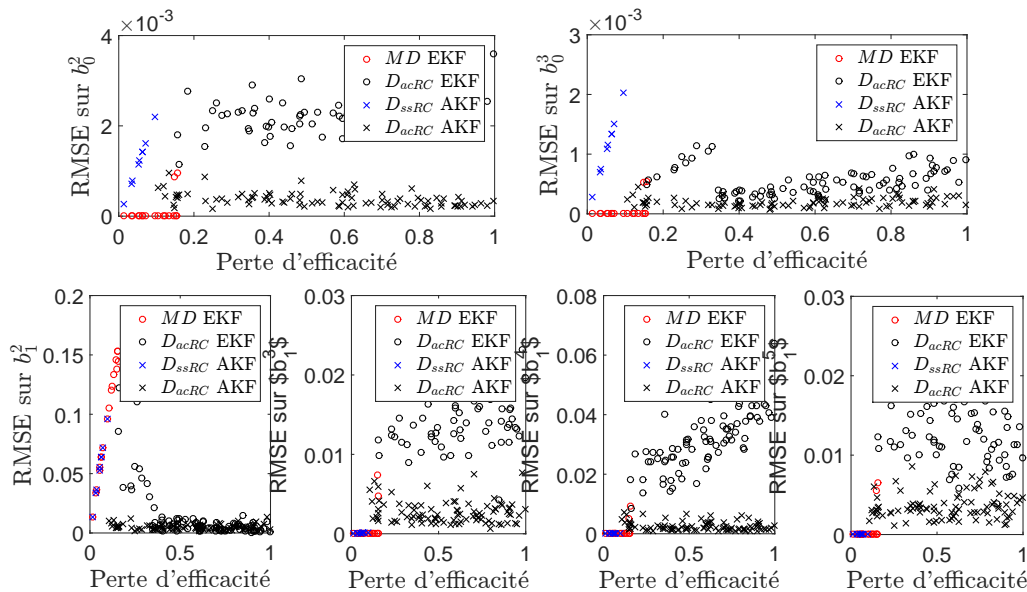 ×10⁻³
RMSE sur b₀²
4
2
0
0 0.2 0.4 0.6 0.8 1
Perte d'efficacité
MD EKF
D_acRC EKF
D_ssRC AKF
D_acRC AKF
×10⁻³
RMSE sur b₀³
3
2
1
0
0 0.2 0.4 0.6 0.8 1
Perte d'efficacité
MD EKF
D_acRC EKF
D_ssRC AKF
D_acRC AKF
RMSE sur b₁²
0.2
0.15
0.1
0.05
0
0 0.5 1
Perte d'efficacité
MD EKF
D_acRC EKF
D_ssRC AKF
D_acRC AKF
RMSE sur $b₁³$
0.03
0.02
0.01
0
0 0.5 1
Perte d'efficacité
MD EKF
D_acRC EKF
D_ssRC AKF
D_acRC AKF
RMSE sur $b₁⁴$
0.08
0.06
0.04
0.02
0
0 0.5 1
Perte d'efficacité
MD EKF
D_acRC EKF
D_ssRC AKF
D_acRC AKF
RMSE sur $b₁⁵$
0.03
0.02
0.01
0
0 0.5 1
Perte d'efficacité
MD EKF
D_acRC EKF
D_ssRC AKF
D_acRC AKF